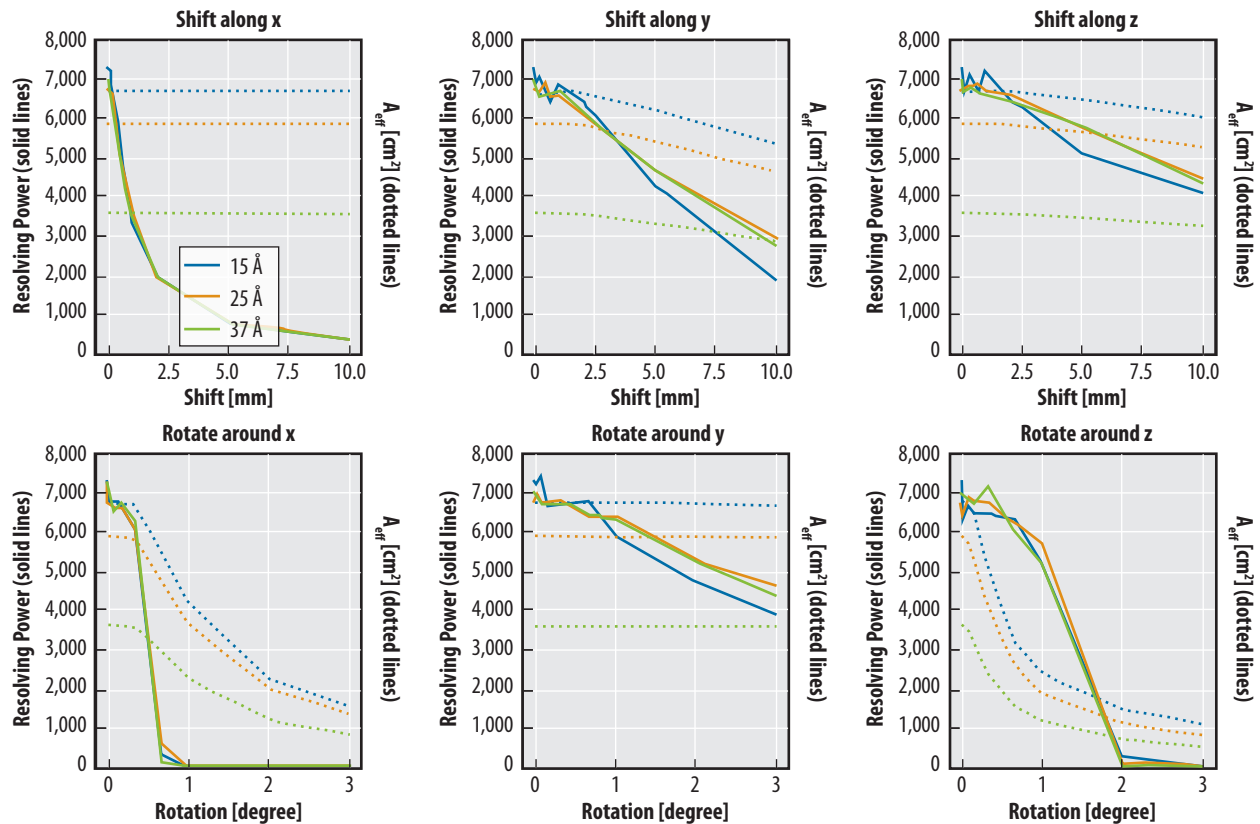 Shift along x
8,000
7,000
6,000
5,000
4,000
3,000
2,000
1,000
0
Resolving Power (solid lines)
A_eff [cm²] (dotted lines)
15 Å
25 Å
37 Å
0 2.5 5.0 7.5 10.0
Shift [mm]
Shift along y
8,000
7,000
6,000
5,000
4,000
3,000
2,000
1,000
0
Resolving Power (solid lines)
A_eff [cm²] (dotted lines)
0 2.5 5.0 7.5 10.0
Shift [mm]
Shift along z
8,000
7,000
6,000
5,000
4,000
3,000
2,000
1,000
0
Resolving Power (solid lines)
A_eff [cm²] (dotted lines)
0 2.5 5.0 7.5 10.0
Shift [mm]
Rotate around x
8,000
7,000
6,000
5,000
4,000
3,000
2,000
1,000
0
Resolving Power (solid lines)
A_eff [cm²] (dotted lines)
0 1 2 3
Rotation [degree]
Rotate around y
8,000
7,000
6,000
5,000
4,000
3,000
2,000
1,000
0
Resolving Power (solid lines)
A_eff [cm²] (dotted lines)
0 1 2 3
Rotation [degree]
Rotate around z
8,000
7,000
6,000
5,000
4,000
3,000
2,000
1,000
0
Resolving Power (solid lines)
A_eff [cm²] (dotted lines)
0 1 2 3
Rotation [degree]